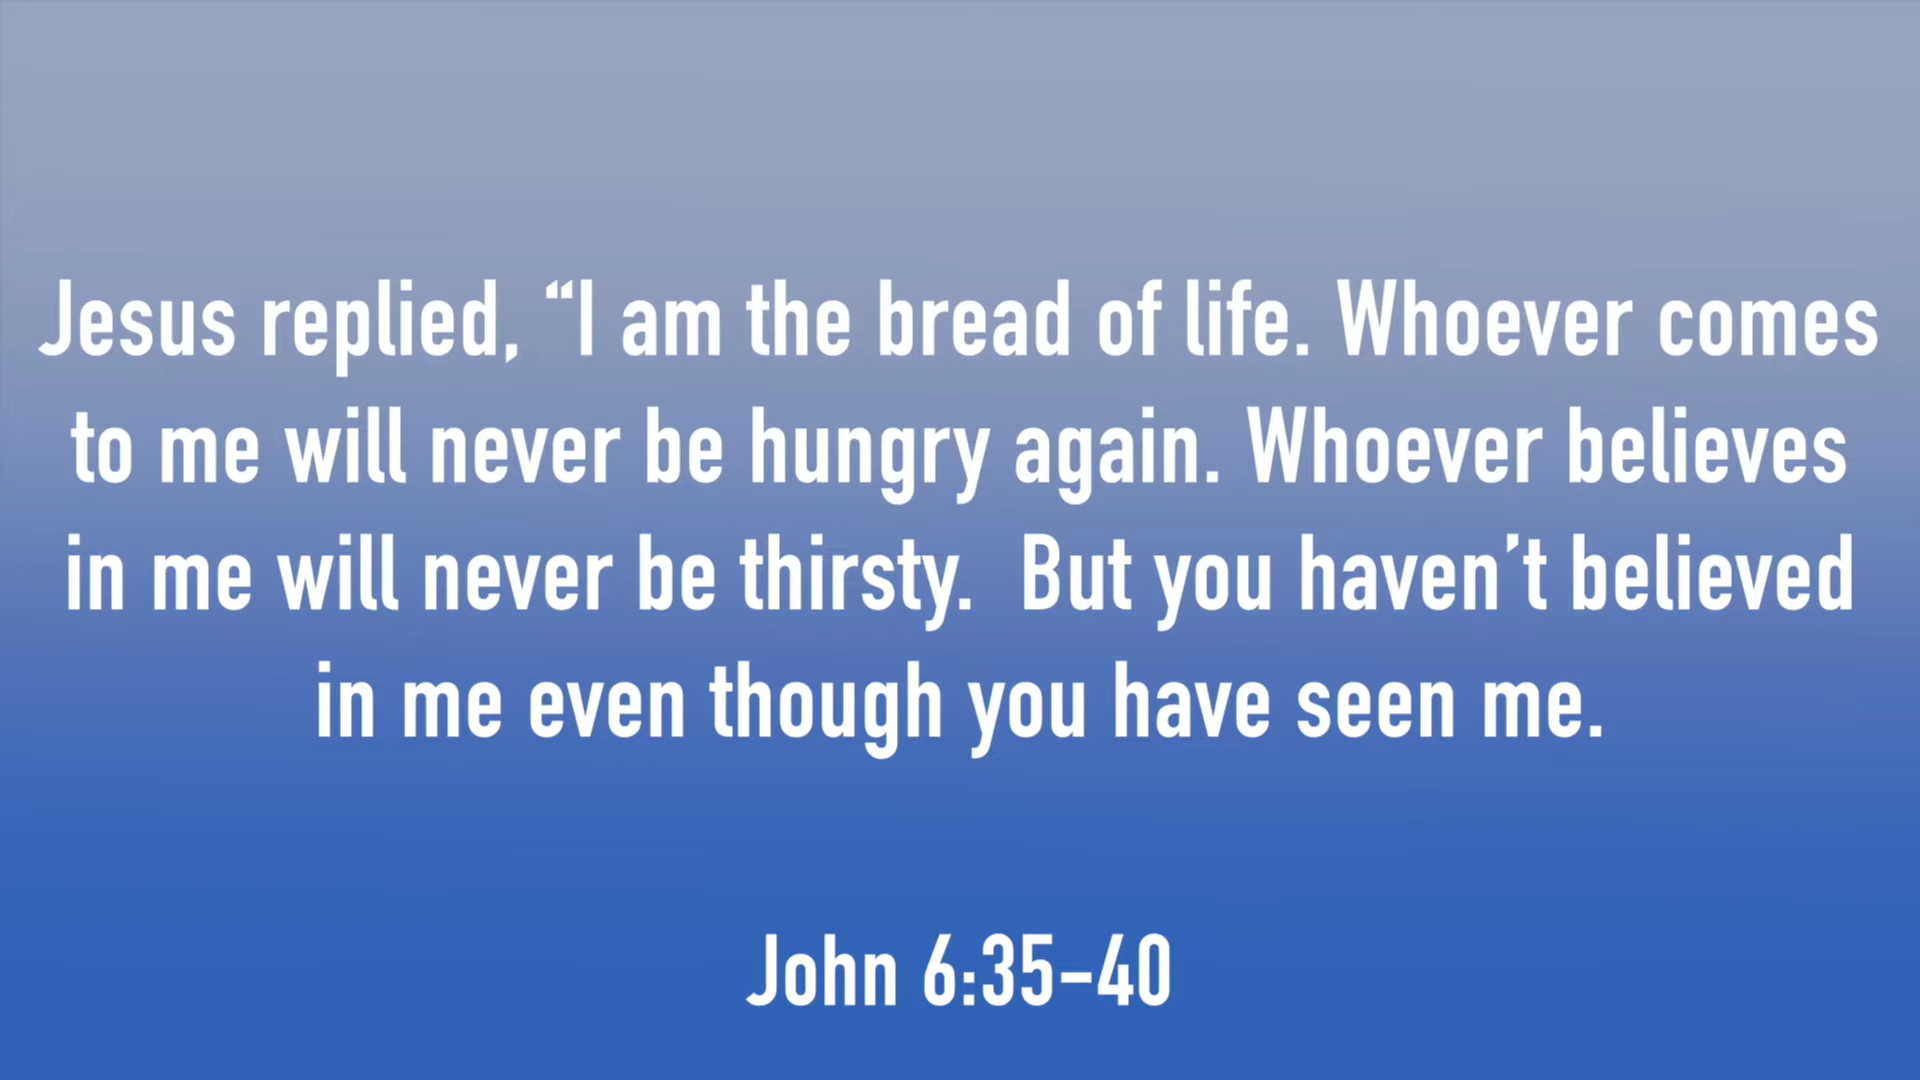 Jesus replied, “I am the bread of life. Whoever comes
to me will never be hungry again. Whoever believes
in me will never be thirsty.  But you haven’t believed
in me even though you have seen me.
John 6:35–40